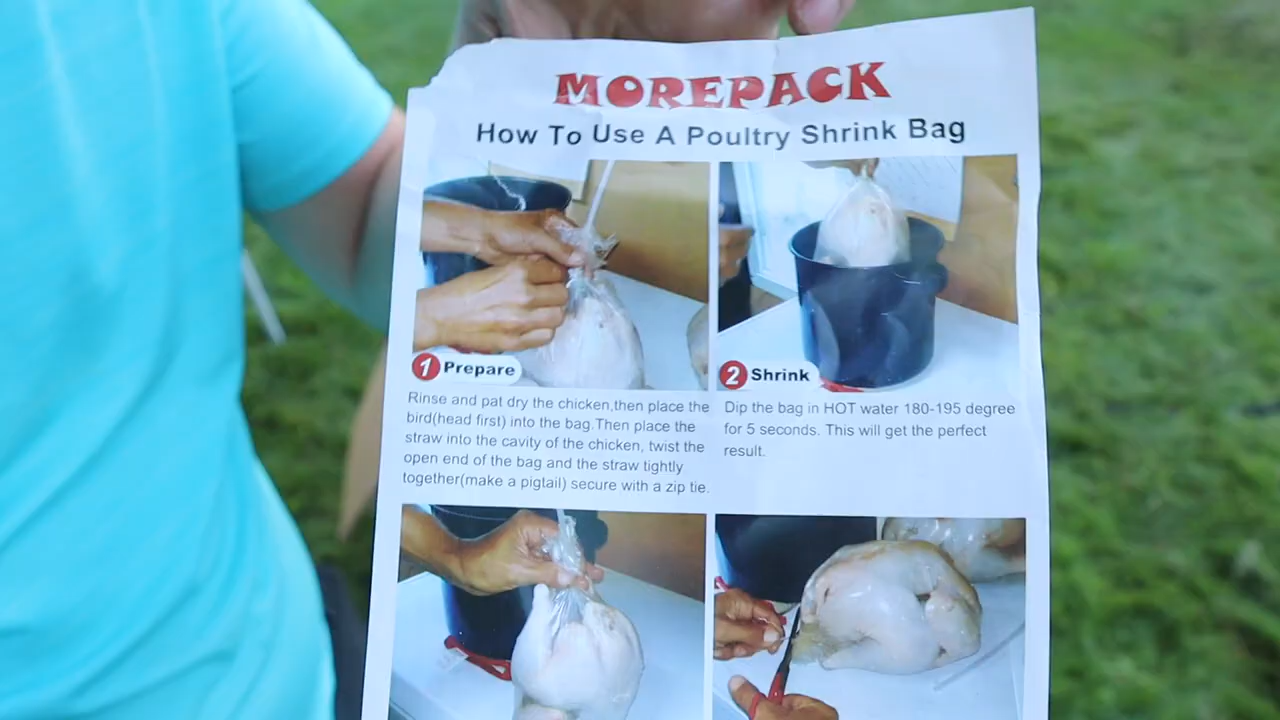 MOREPACK
How To Use A Poultry Shrink Bag
1 Prepare
Rinse and pat dry the chicken,then place the
bird(head first) into the bag.Then place the
straw into the cavity of the chicken, twist the
open end of the bag and the straw tightly
together(make a pigtail) secure with a zip tie.
2 Shrink
Dip the bag in HOT water 180-195 degree
for 5 seconds. This will get the perfect
result.